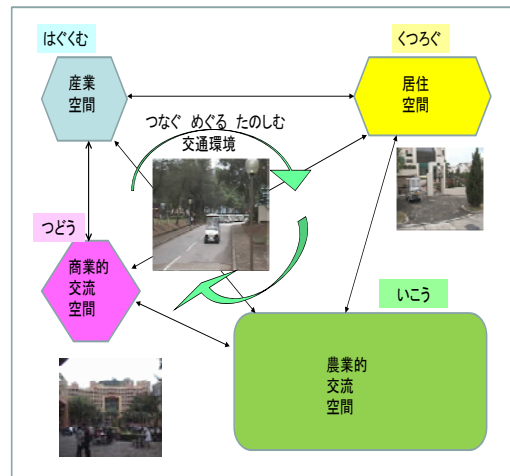 はぐくむ
くつろぐ
産業
空間
居住
空間
つなぐ めぐる たのしむ
交通環境
つどう
商業的
交流
空間
いこう
農業的
交流
空間